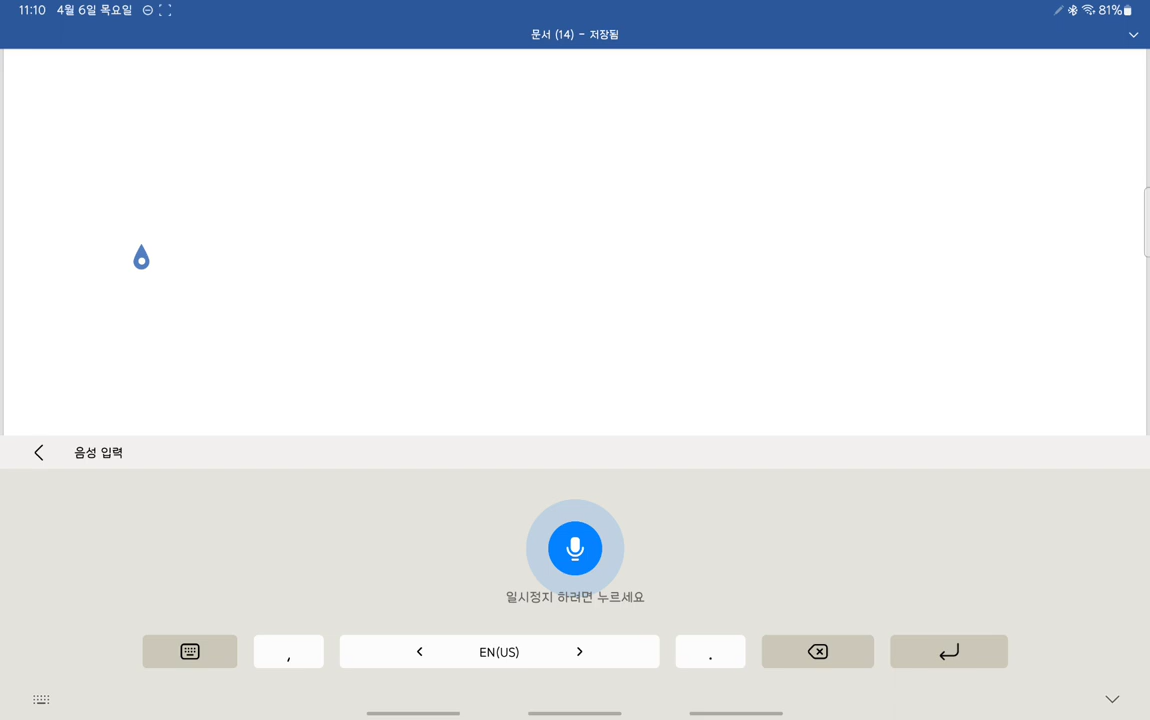 11:10 4월 6일 목요일
81%
문서 (14) – 저장됨
음성 입력
일시정지 하려면 누르세요
, < EN(US) > .